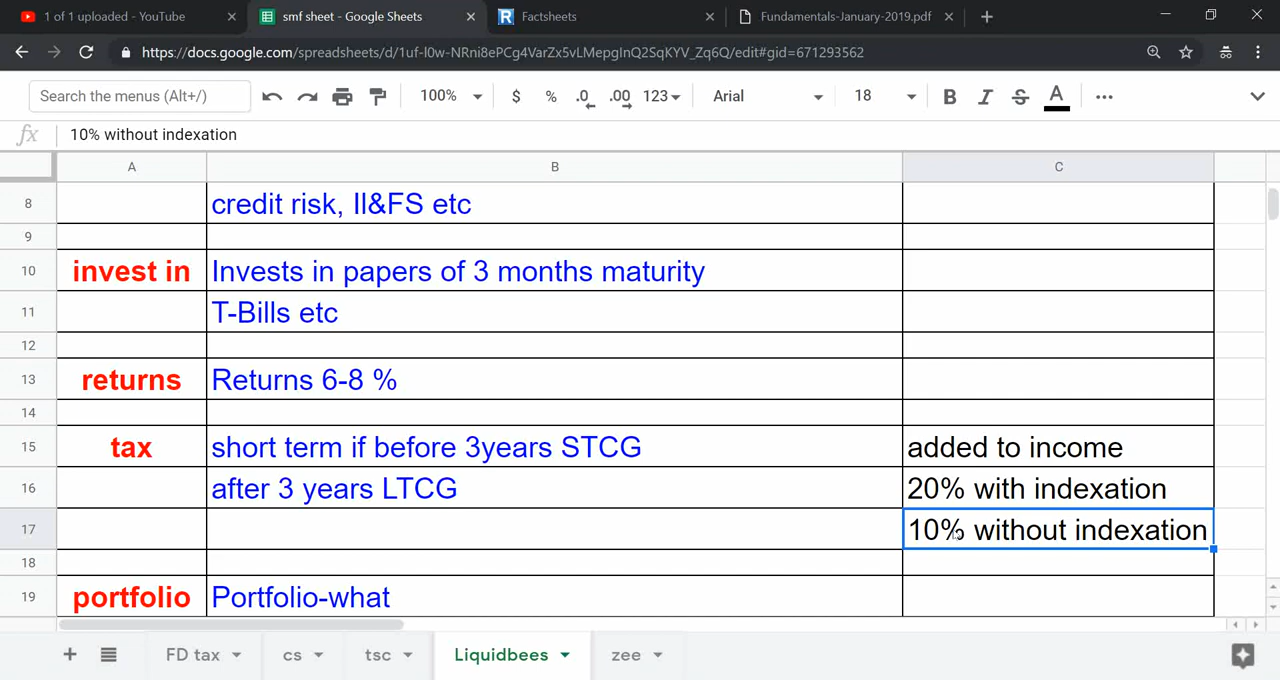 1 of 1 uploaded - YouTube
smf sheet - Google Sheets
R Factsheets
Fundamentals-January-2019.pdf
https://docs.google.com/spreadsheets/d/1uf-I0w-NRni8ePCg4VarZx5vLMepgInQ2SqKYV_Zq6Q/edit#gid=671293562
Search the menus (Alt+/) 100% $ % .0 .00 123 Arial 18 B I S A
fx 10% without indexation
A B C
8 credit risk, II&FS etc
9
10 invest in Invests in papers of 3 months maturity
11 T-Bills etc
12
13 returns Returns 6-8 %
14
15 tax short term if before 3years STCG added to income
16 after 3 years LTCG 20% with indexation
17 10% without indexation
18
19 portfolio Portfolio-what
FD tax cs tsc Liquidbees zee